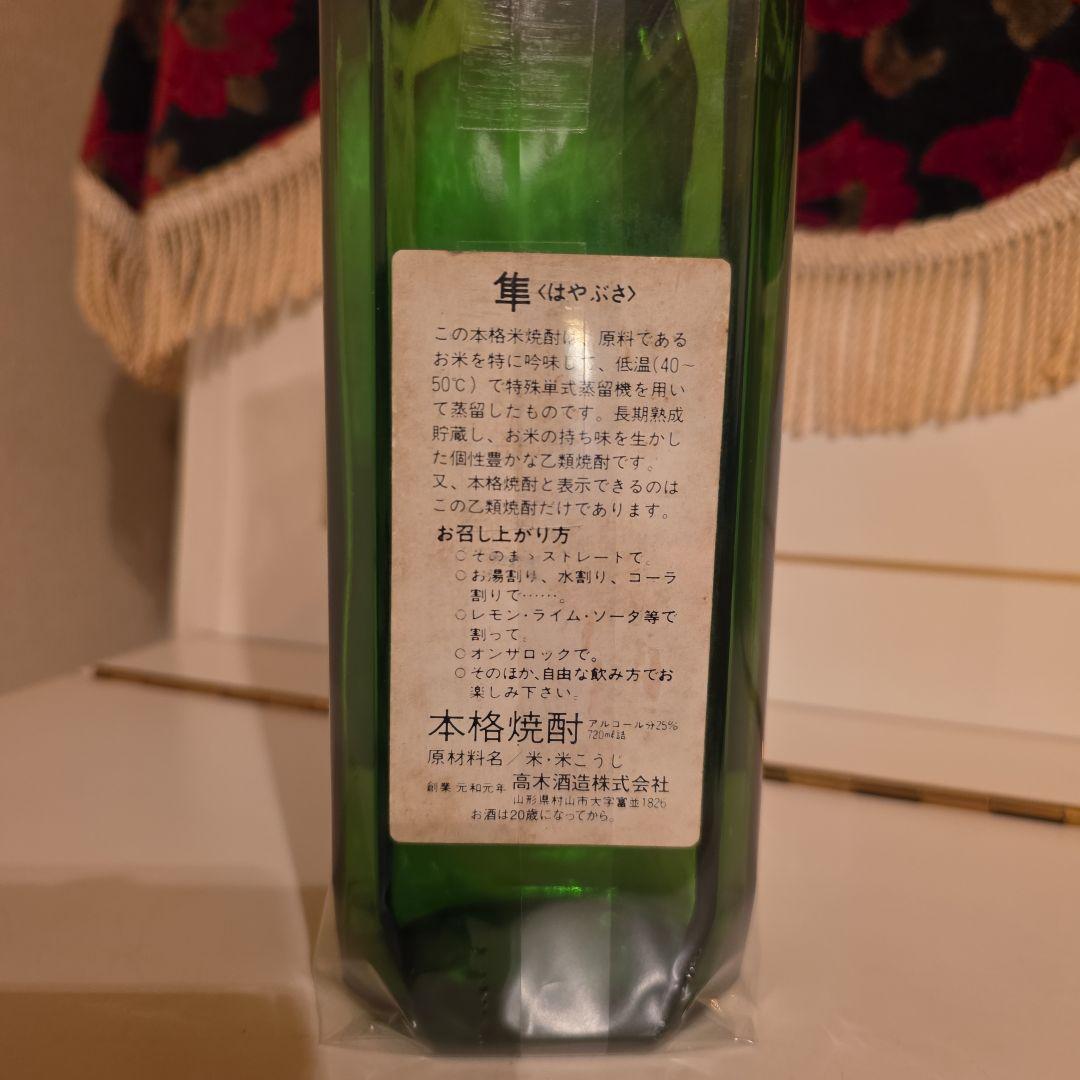 隼〈はやぶさ〉
この本格米焼酎は、原料である
お米を特に吟味して、低温(40～
50℃)で特殊単式蒸留機を用い
て蒸留したものです。長期熟成
貯蔵し、お米の持ち味を生かし
た個性豊かな乙類焼酎です。
又、本格焼酎と表示できるのは
この乙類焼酎だけであります。
お召し上がり方
○そのまゝストレートで。
○お湯割り、水割り、コーラ
割りで……。
○レモン・ライム・ソータ等で
割って。
○オンサロックで。
○そのほか、自由な飲み方でお
楽しみ下さい。
本格焼酎 アルコール分25%
720mℓ詰
原材料名／米・米こうじ
創業 元和元年 高木酒造株式会社
山形県村山市大字富並1826
お酒は20歳になってから。